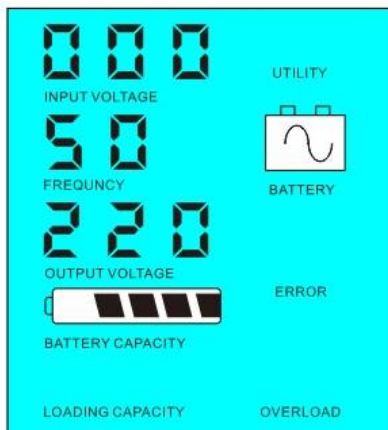 000
UTILITY
INPUT VOLTAGE
50
FREQUNCY
BATTERY
220
OUTPUT VOLTAGE
ERROR
BATTERY CAPACITY
LOADING CAPACITY
OVERLOAD